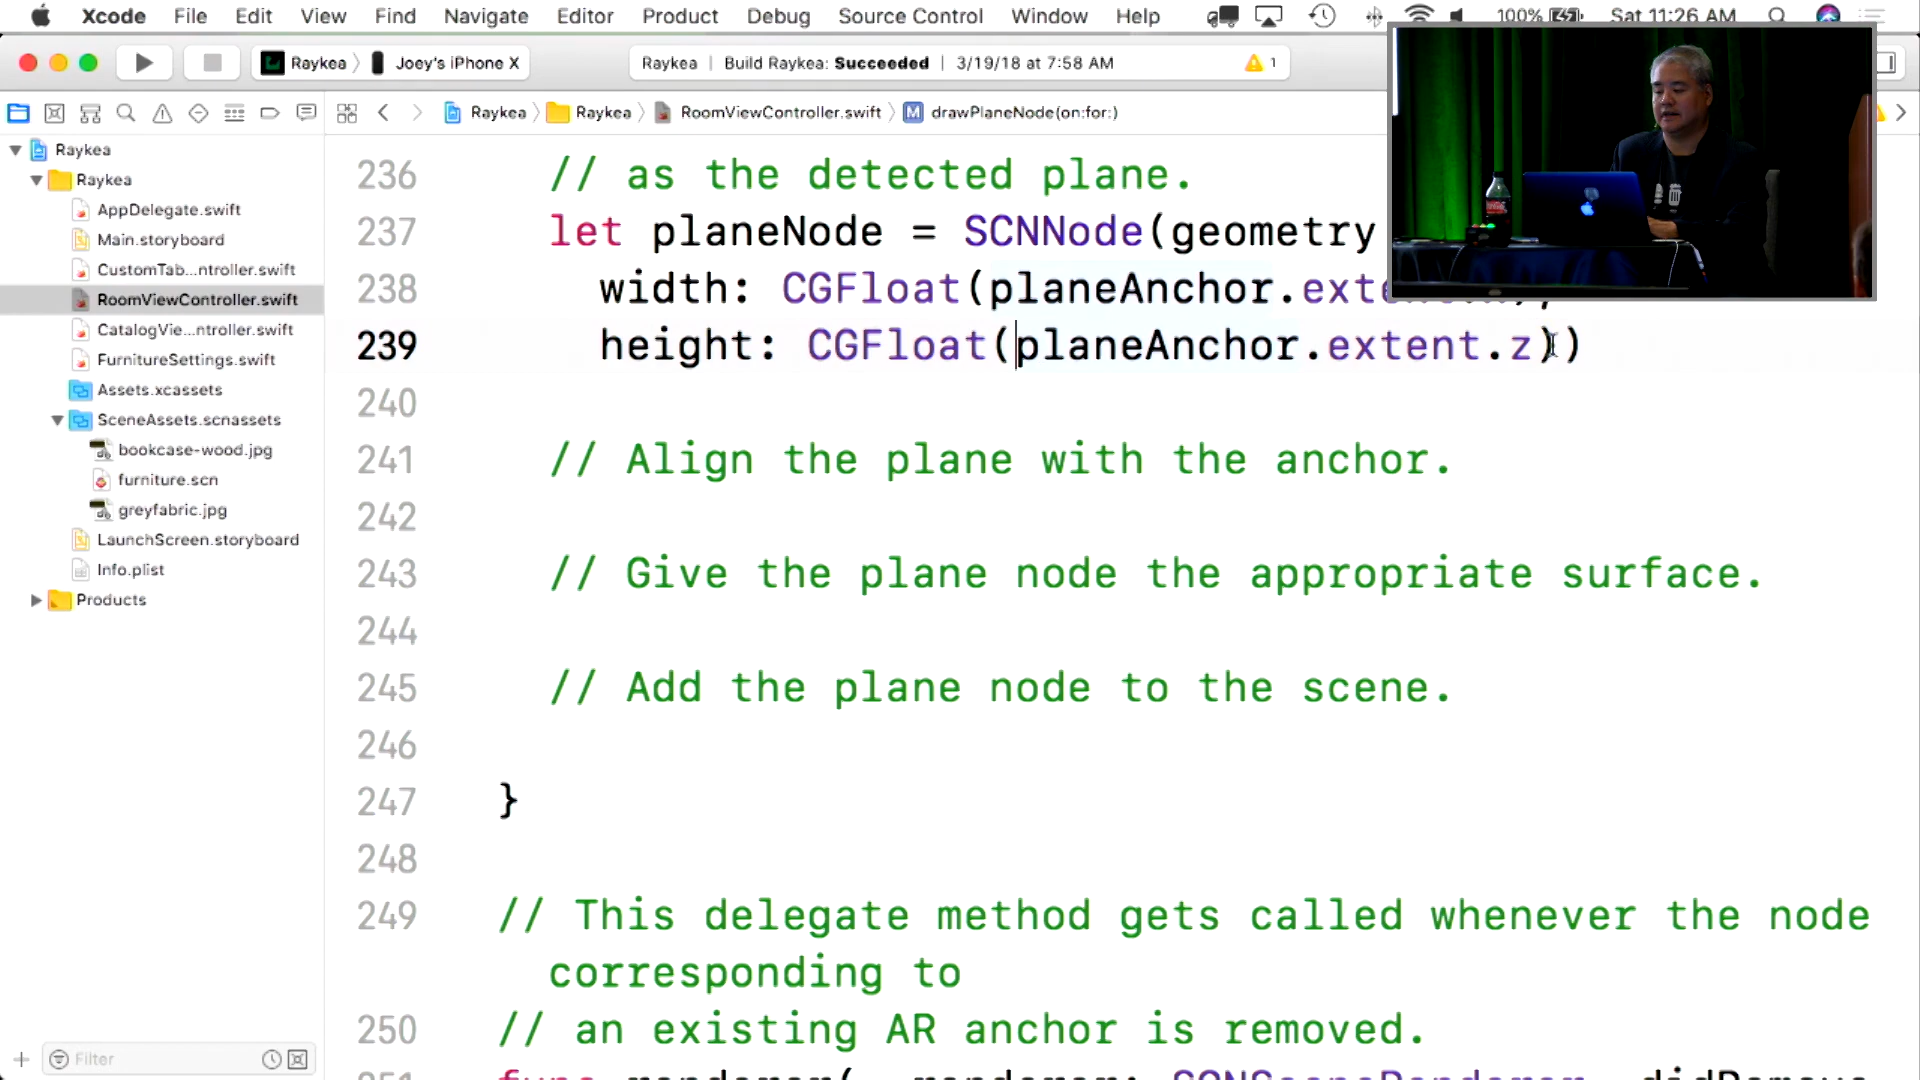 Xcode File Edit View Find Navigate Editor Product Debug Source Control Window Help 100% Sat 11:26 AM
Raykea Joey's iPhone X Raykea | Build Raykea: Succeeded | 3/19/18 at 7:58 AM 1
Raykea Raykea RoomViewController.swift M drawPlaneNode(on:for:)
Raykea
Raykea
AppDelegate.swift
Main.storyboard
CustomTab...ntroller.swift
RoomViewController.swift
CatalogVie...ntroller.swift
FurnitureSettings.swift
Assets.xcassets
SceneAssets.scnassets
bookcase-wood.jpg
furniture.scn
greyfabric.jpg
LaunchScreen.storyboard
Info.plist
Products
Filter
236 // as the detected plane.
237 let planeNode = SCNNode(geometry
238 width: CGFloat(planeAnchor.
239 height: CGFloat(planeAnchor.extent.z))
240
241 // Align the plane with the anchor.
242
243 // Give the plane node the appropriate surface.
244
245 // Add the plane node to the scene.
246
247 }
248
249 // This delegate method gets called whenever the node
corresponding to
250 // an existing AR anchor is removed.